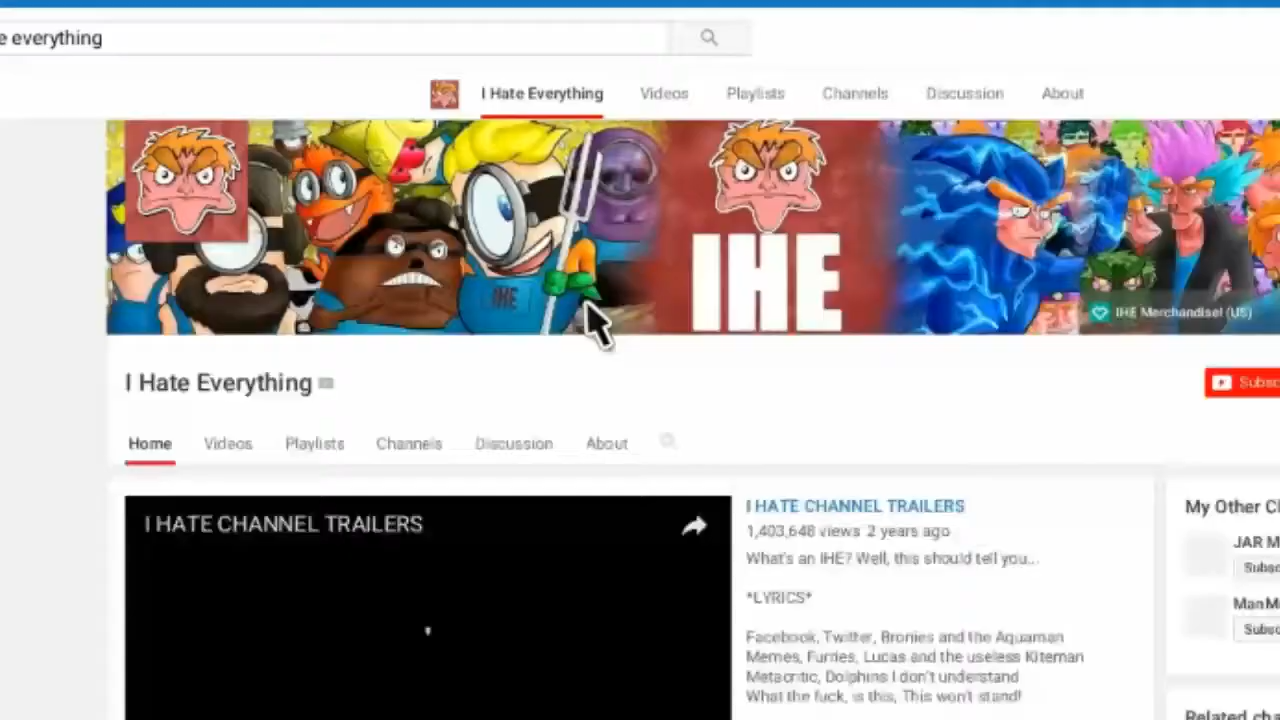 e everything
I Hate Everything Videos Playlists Channels Discussion About
IHE
IHE
IHE Merchandise! (US)
I Hate Everything
Subsc
Home Videos Playlists Channels Discussion About
I HATE CHANNEL TRAILERS
I HATE CHANNEL TRAILERS
1,403,648 views 2 years ago
What's an IHE? Well, this should tell you...
*LYRICS*
Facebook, Twitter, Bronies and the Aquaman
Memes, Furries, Lucas and the useless Kiteman
Metacritic, Dolphins I don't understand
What the fuck, is this, This won't stand!
My Other C
JAR M
Subsc
ManM
Subsc
Related cha